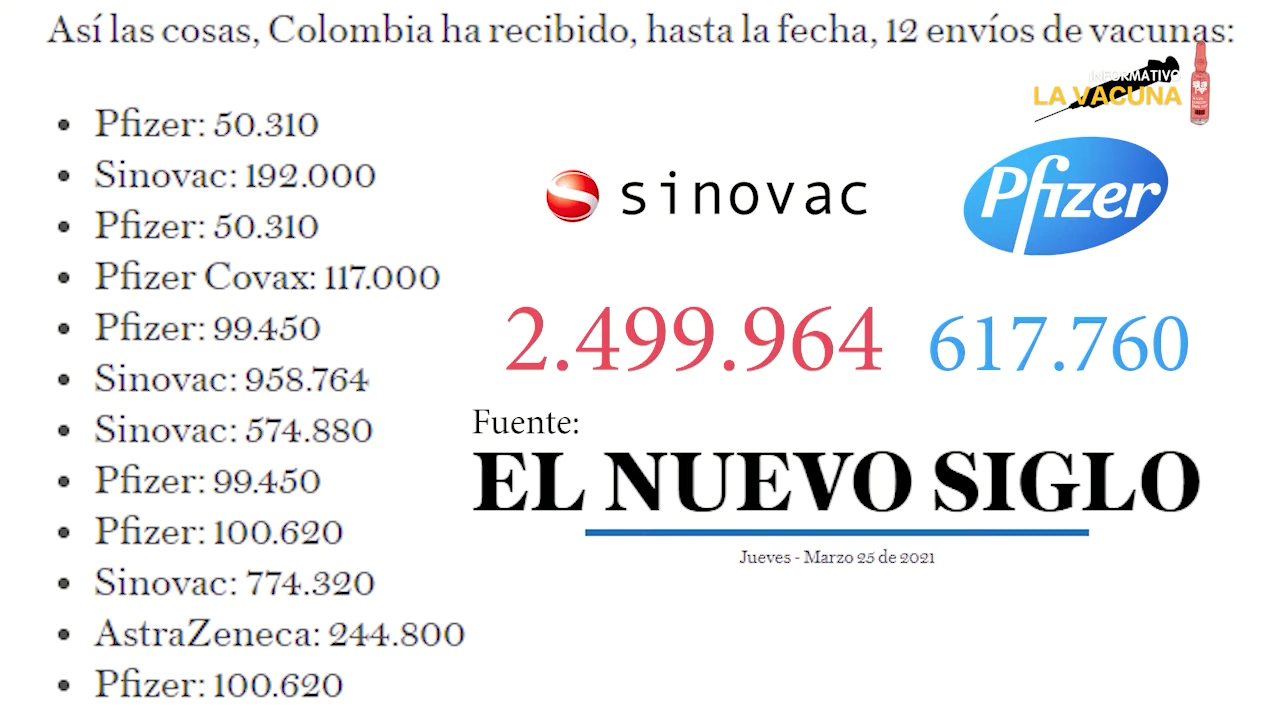 Así las cosas, Colombia ha recibido, hasta la fecha, 12 envíos de vacunas:
INFORMATIVO
LA VACUNA
• Pfizer: 50.310
• Sinovac: 192.000
• Pfizer: 50.310
• Pfizer Covax: 117.000
• Pfizer: 99.450
• Sinovac: 958.764
• Sinovac: 574.880
• Pfizer: 99.450
• Pfizer: 100.620
• Sinovac: 774.320
• AstraZeneca: 244.800
• Pfizer: 100.620
sinovac
Pfizer
2.499.964
617.760
Fuente:
EL NUEVO SIGLO
Jueves - Marzo 25 de 2021